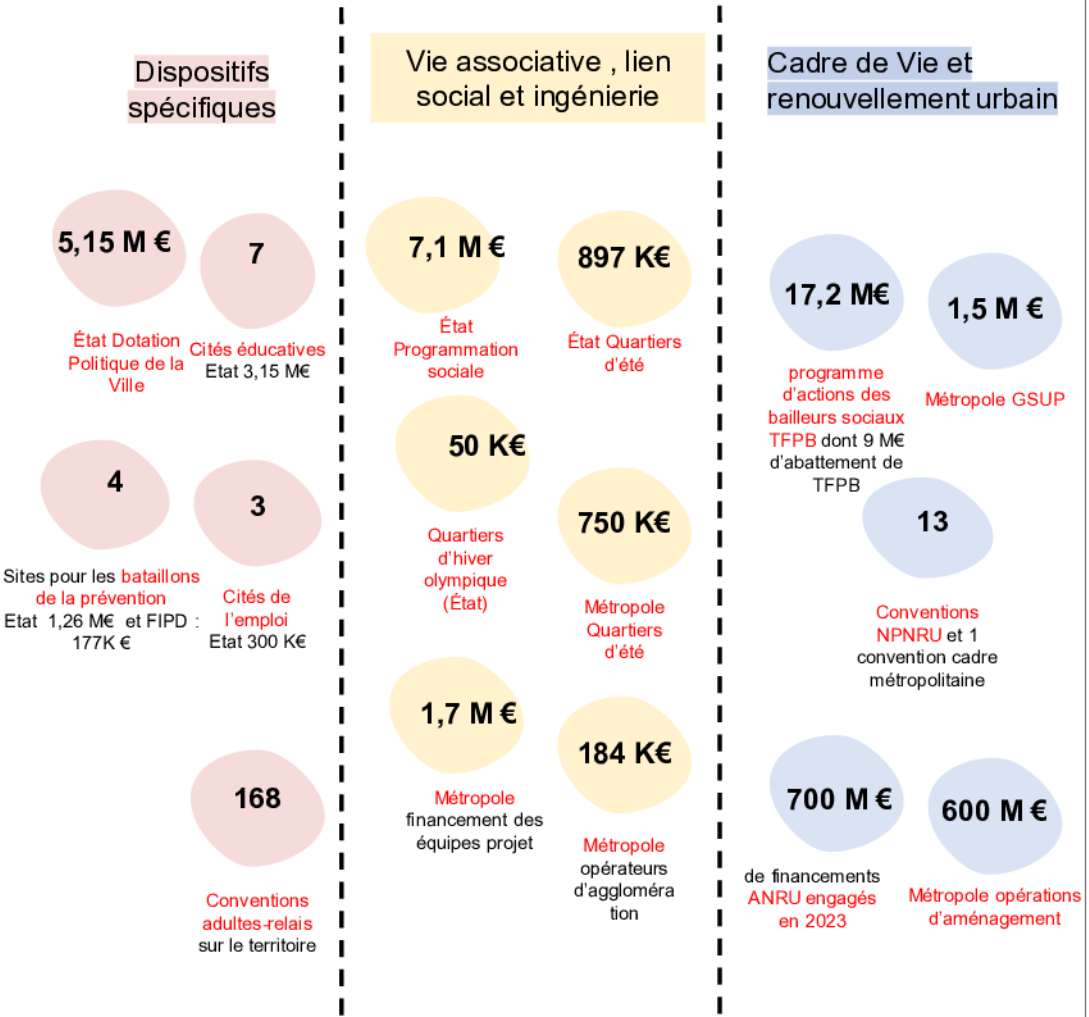 Dispositifs
spécifiques
5,15 M €
État Dotation
Politique de la
Ville
7
Cités éducatives
Etat 3,15 M€
4
Sites pour les bataillons
de la prévention
Etat 1,26 M€ et FIPD :
177K €
3
Cités de
l'emploi
Etat 300 K€
168
Conventions
adultes-relais
sur le territoire
Vie associative , lien
social et ingénierie
7,1 M €
État
Programmation
sociale
897 K€
État Quartiers
d'été
50 K€
Quartiers
d'hiver
olympique
(État)
750 K€
Métropole
Quartiers
d'été
1,7 M €
Métropole
financement des
équipes projet
184 K€
Métropole
opérateurs
d'aggloméra
tion
Cadre de Vie et
renouvellement urbain
17,2 M€
programme
d'actions des
bailleurs sociaux
TFPB dont 9 M€
d'abattement de
TFPB
1,5 M €
Métropole GSUP
13
Conventions
NPNRU et 1
convention cadre
métropolitaine
700 M €
de financements
ANRU engagés
en 2023
600 M €
Métropole opérations
d'aménagement